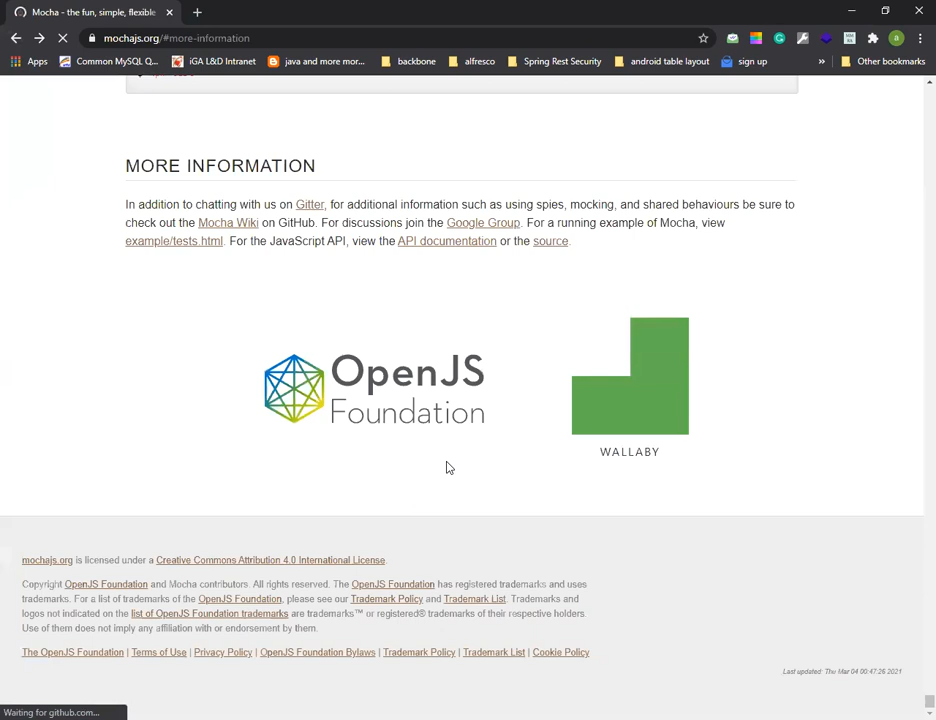 Mocha - the fun, simple, flexible
mochajs.org/#more-information
Apps Common MySQL Q... iGA L&D Intranet java and more mor... backbone alfresco Spring Rest Security android table layout sign up » Other bookmarks
MORE INFORMATION
In addition to chatting with us on Gitter, for additional information such as using spies, mocking, and shared behaviours be sure to
check out the Mocha Wiki on GitHub. For discussions join the Google Group. For a running example of Mocha, view
example/tests.html. For the JavaScript API, view the API documentation or the source.
OpenJS
Foundation
WALLABY
mochajs.org is licensed under a Creative Commons Attribution 4.0 International License.
Copyright OpenJS Foundation and Mocha contributors. All rights reserved. The OpenJS Foundation has registered trademarks and uses
trademarks. For a list of trademarks of the OpenJS Foundation, please see our Trademark Policy and Trademark List. Trademarks and
logos not indicated on the list of OpenJS Foundation trademarks are trademarks™ or registered® trademarks of their respective holders.
Use of them does not imply any affiliation with or endorsement by them.
The OpenJS Foundation | Terms of Use | Privacy Policy | OpenJS Foundation Bylaws | Trademark Policy | Trademark List | Cookie Policy
Last updated: Thu Mar 04 00:47:26 2021
Waiting for github.com...